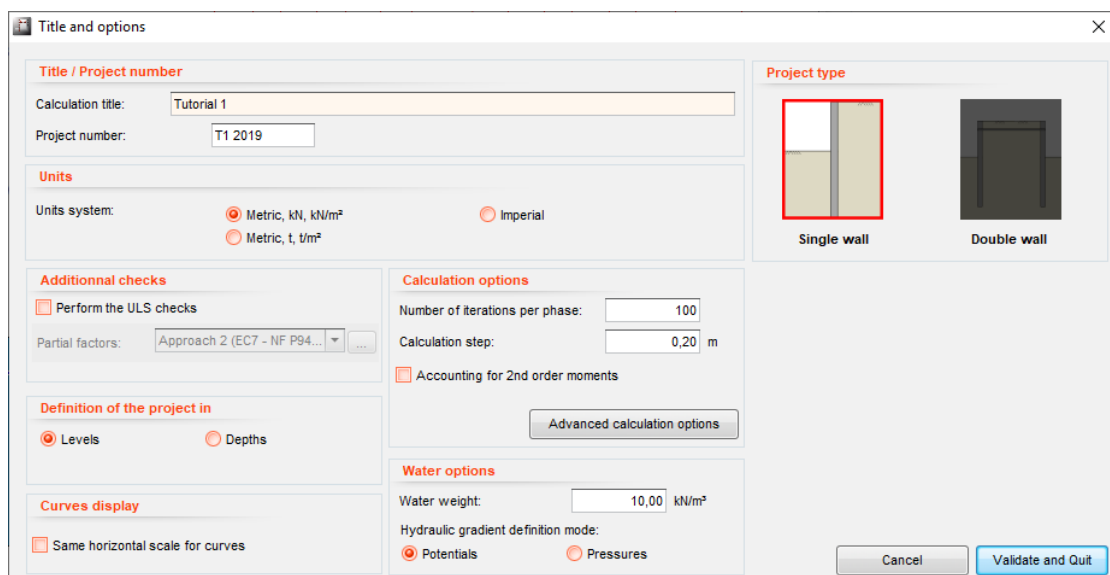 Title and options
Title / Project number
Calculation title: Tutorial 1
Project number: T1 2019
Units
Units system: Metric, kN, kN/m² Imperial
Metric, t, t/m²
Additionnal checks
Perform the ULS checks
Partial factors: Approach 2 (EC7 - NF P94... ...
Definition of the project in
Levels Depths
Curves display
Same horizontal scale for curves
Calculation options
Number of iterations per phase: 100
Calculation step: 0,20 m
Accounting for 2nd order moments
Advanced calculation options
Water options
Water weight: 10,00 kN/m³
Hydraulic gradient definition mode:
Potentials Pressures
Project type
Single wall Double wall
Cancel Validate and Quit